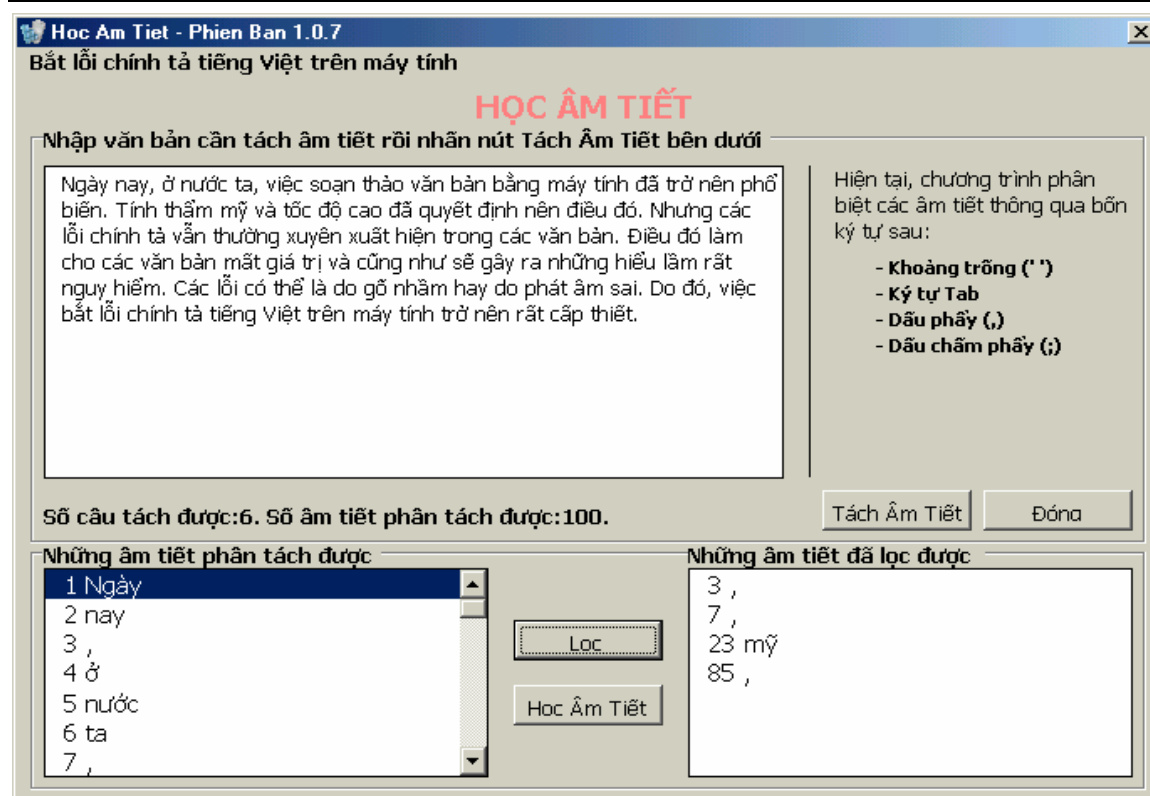 Hoc Am Tiet - Phien Ban 1.0.7
Bắt lỗi chính tả tiếng Việt trên máy tính
HỌC ÂM TIẾT
Nhập văn bản cần tách âm tiết rồi nhấn nút Tách Âm Tiết bên dưới
Ngày nay, ở nước ta, việc soạn thảo văn bản bằng máy tính đã trở nên phổ
biến. Tính thẩm mỹ và tốc độ cao đã quyết định nên điều đó. Nhưng các
lỗi chính tả vẫn thường xuyên xuất hiện trong các văn bản. Điều đó làm
cho các văn bản mất giá trị và cũng như sẽ gây ra những hiểu lầm rất
nguy hiểm. Các lỗi có thể là do gõ nhầm hay do phát âm sai. Do đó, việc
bắt lỗi chính tả tiếng Việt trên máy tính trở nên rất cấp thiết.
Hiện tại, chương trình phân
biệt các âm tiết thông qua bốn
ký tự sau:
- Khoảng trống (' ')
- Ký tự Tab
- Dấu phẩy (,)
- Dấu chấm phẩy (;)
Số câu tách được:6. Số âm tiết phân tách được:100.
Tách Âm Tiết
Đóng
Những âm tiết phân tách được
1 Ngày
2 nay
3 ,
4 ở
5 nước
6 ta
7 ,
Lọc
Học Âm Tiết
Những âm tiết đã lọc được
3 ,
7 ,
23 mỹ
85 ,